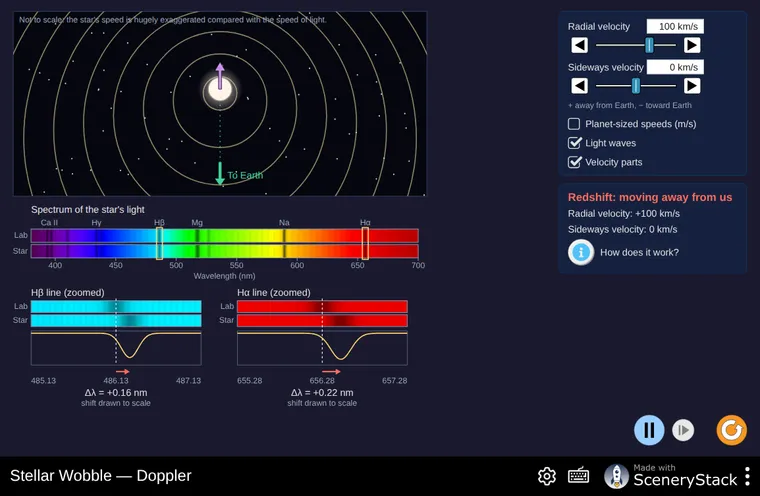 Not to scale: the star's speed is hugely exaggerated compared with the speed of light.
To Earth
Radial velocity
100 km/s
Sideways velocity
0 km/s
+ away from Earth, − toward Earth
Planet-sized speeds (m/s)
Light waves
Velocity parts
Redshift: moving away from us
Radial velocity: +100 km/s
Sideways velocity: 0 km/s
How does it work?
Spectrum of the star's light
Ca II Hγ Hβ Mg Na Hα
Lab
Star
400 450 500 550 600 650 700
Wavelength (nm)
Hβ line (zoomed)
Lab
Star
485.13 486.13 487.13
Δλ = +0.16 nm
shift drawn to scale
Hα line (zoomed)
Lab
Star
655.28 656.28 657.28
Δλ = +0.22 nm
shift drawn to scale
Stellar Wobble — Doppler
Made with
SceneryStack